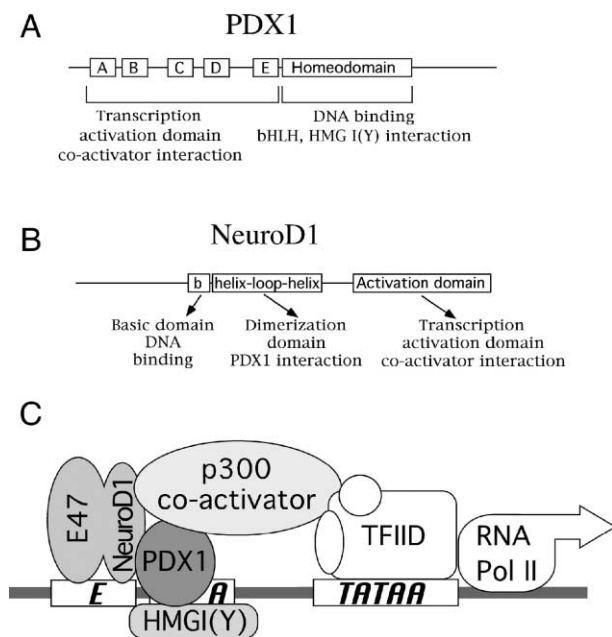 A
PDX1
A B C D E Homeodomain
Transcription
activation domain
co-activator interaction
DNA binding
bHLH, HMG I(Y) interaction
B
NeuroD1
b helix-loop-helix Activation domain
Basic domain
DNA
binding
Dimerization
domain
PDX1 interaction
Transcription
activation domain
co-activator interaction
C
E47
NeuroD1
p300
co-activator
PDX1
TFIID
RNA
Pol II
E
A
TATAA
HMGI(Y)